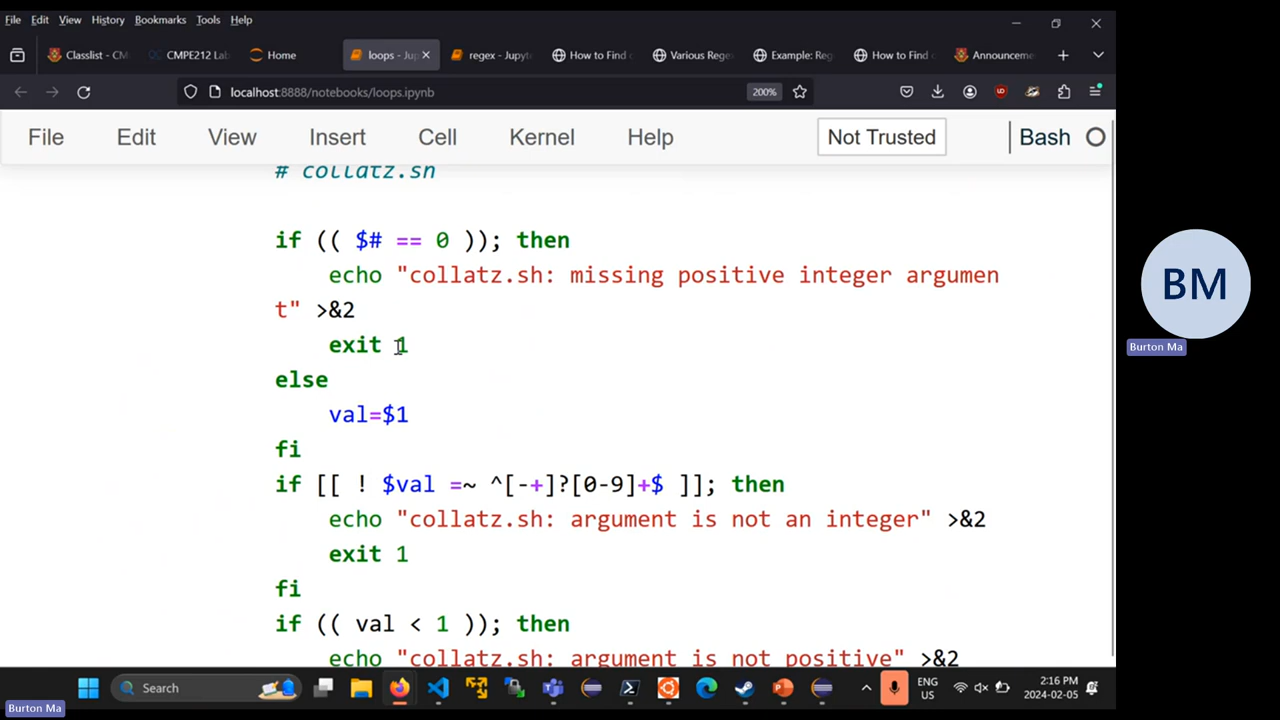 File Edit View History Bookmarks Tools Help
Classlist - CM CMPE212 Lab Home loops - Jup regex - Jupyt How to Find Various Reg Example: Reg How to Find Announceme
localhost:8888/notebooks/loops.ipynb 200%
File Edit View Insert Cell Kernel Help Not Trusted Bash
# collatz.sh
if (( $# == 0 )); then
echo "collatz.sh: missing positive integer argumen
t" >&2
exit 1
else
val=$1
fi
if [[ ! $val =~ ^[-+]?[0-9]+$ ]]; then
echo "collatz.sh: argument is not an integer" >&2
exit 1
fi
if (( val < 1 )); then
echo "collatz.sh: argument is not positive" >&2
BM
Burton Ma
Search
ENG
US
2:16 PM
2024-02-05
Burton Ma